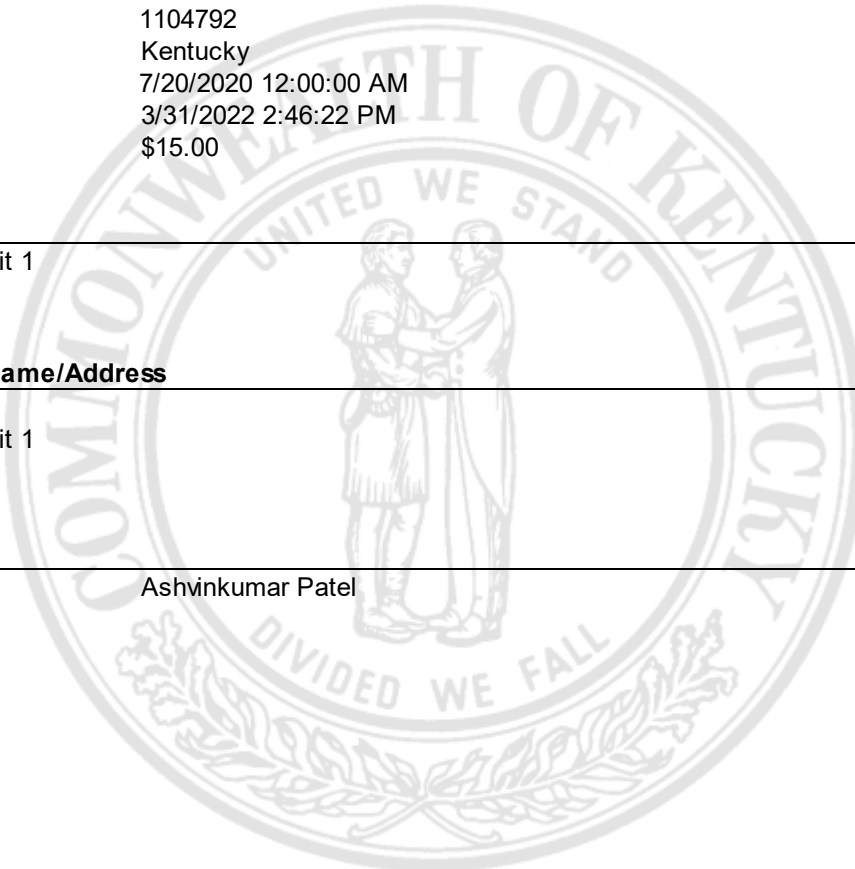 1104792
Kentucky
7/20/2020 12:00:00 AM
3/31/2022 2:46:22 PM
$15.00
it 1
ame/Address
it 1
Ashvinkumar Patel
COMMONWEALTH OF KENTUCKY
UNITED WE STAND
DIVIDED WE FALL